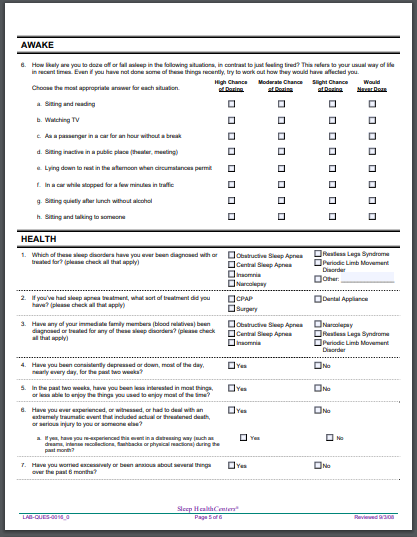 AWAKE
6. How likely are you to doze off or fall asleep in the following situations, in contrast to just feeling tired? This refers to your usual way of life
in recent times. Even if you have not done some of these things recently, try to work out how they would have affected you.
Choose the most appropriate answer for each situation.
High Chance of Dozing Moderate Chance of Dozing Slight Chance of Dozing Would Never Doze
a. Sitting and reading
b. Watching TV
c. As a passenger in a car for an hour without a break
d. Sitting inactive in a public place (theater, meeting)
e. Lying down to rest in the afternoon when circumstances permit
f. In a car while stopped for a few minutes in traffic
g. Sitting quietly after lunch without alcohol
h. Sitting and talking to someone
HEALTH
1. Which of these sleep disorders have you ever been diagnosed with or
treated for? (please check all that apply)
Obstructive Sleep Apnea
Central Sleep Apnea
Insomnia
Narcolepsy
Restless Legs Syndrome
Periodic Limb Movement
Disorder
Other:
2. If you've had sleep apnea treatment, what sort of treatment did you
have? (please check all that apply)
CPAP
Surgery
Dental Appliance
3. Have any of your immediate family members (blood relatives) been
diagnosed or treated for any of these sleep disorders? (please check
all that apply)
Obstructive Sleep Apnea
Central Sleep Apnea
Insomnia
Narcolepsy
Restless Legs Syndrome
Periodic Limb Movement
Disorder
4. Have you been consistently depressed or down, most of the day,
nearly every day, for the past two weeks?
Yes No
5. In the past two weeks, have you been less interested in most things,
or less able to enjoy the things you used to enjoy most of the time?
Yes No
6. Have you ever experienced, or witnessed, or had to deal with an
extremely traumatic event that included actual or threatened death,
or serious injury to you or someone else?
Yes No
a. If yes, have you re-experienced this event in a distressing way (such as
dreams, intense recollections, flashbacks or physical reactions) during the
past month?
Yes No
7. Have you worried excessively or been anxious about several things
over the past 6 months?
Yes No
Sleep HealthCenters®
LAB-QUES-0016_0 Page 5 of 6 Reviewed 9/3/08